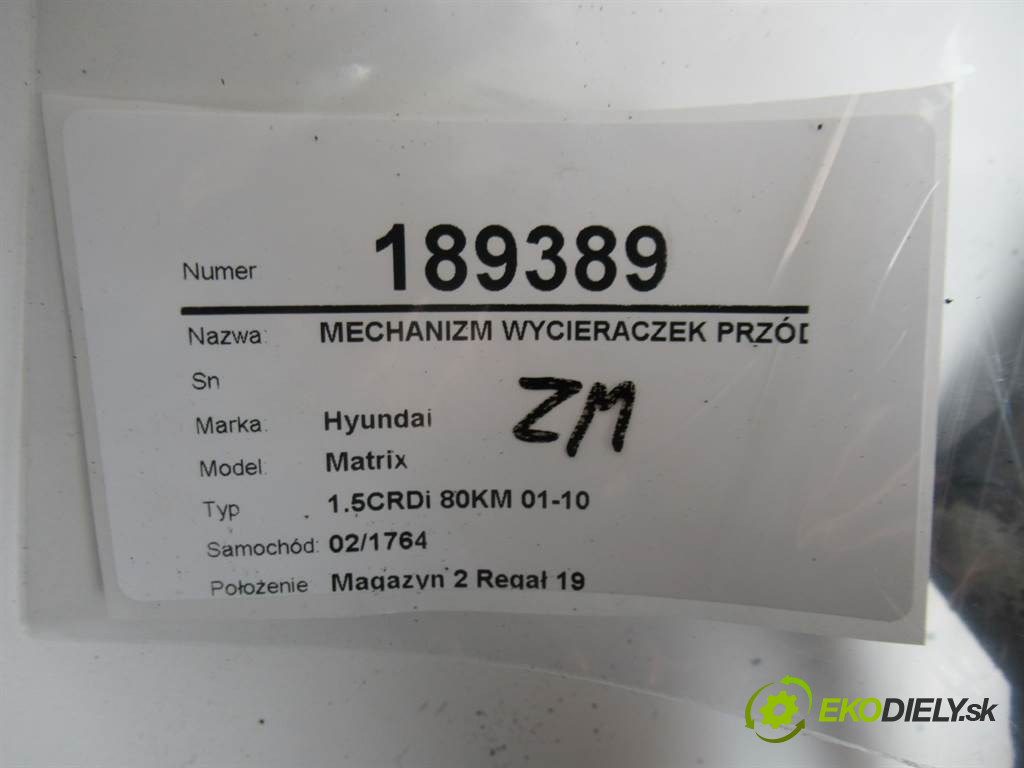 Numer 189389
Nazwa: MECHANIZM WYCIERACZEK PRZÓD
Sn
ZM
Marka: Hyundai
Model: Matrix
Typ 1.5CRDi 80KM 01-10
Samochód: 02/1764
Położenie Magazyn 2 Regał 19
EKODIELY.sk